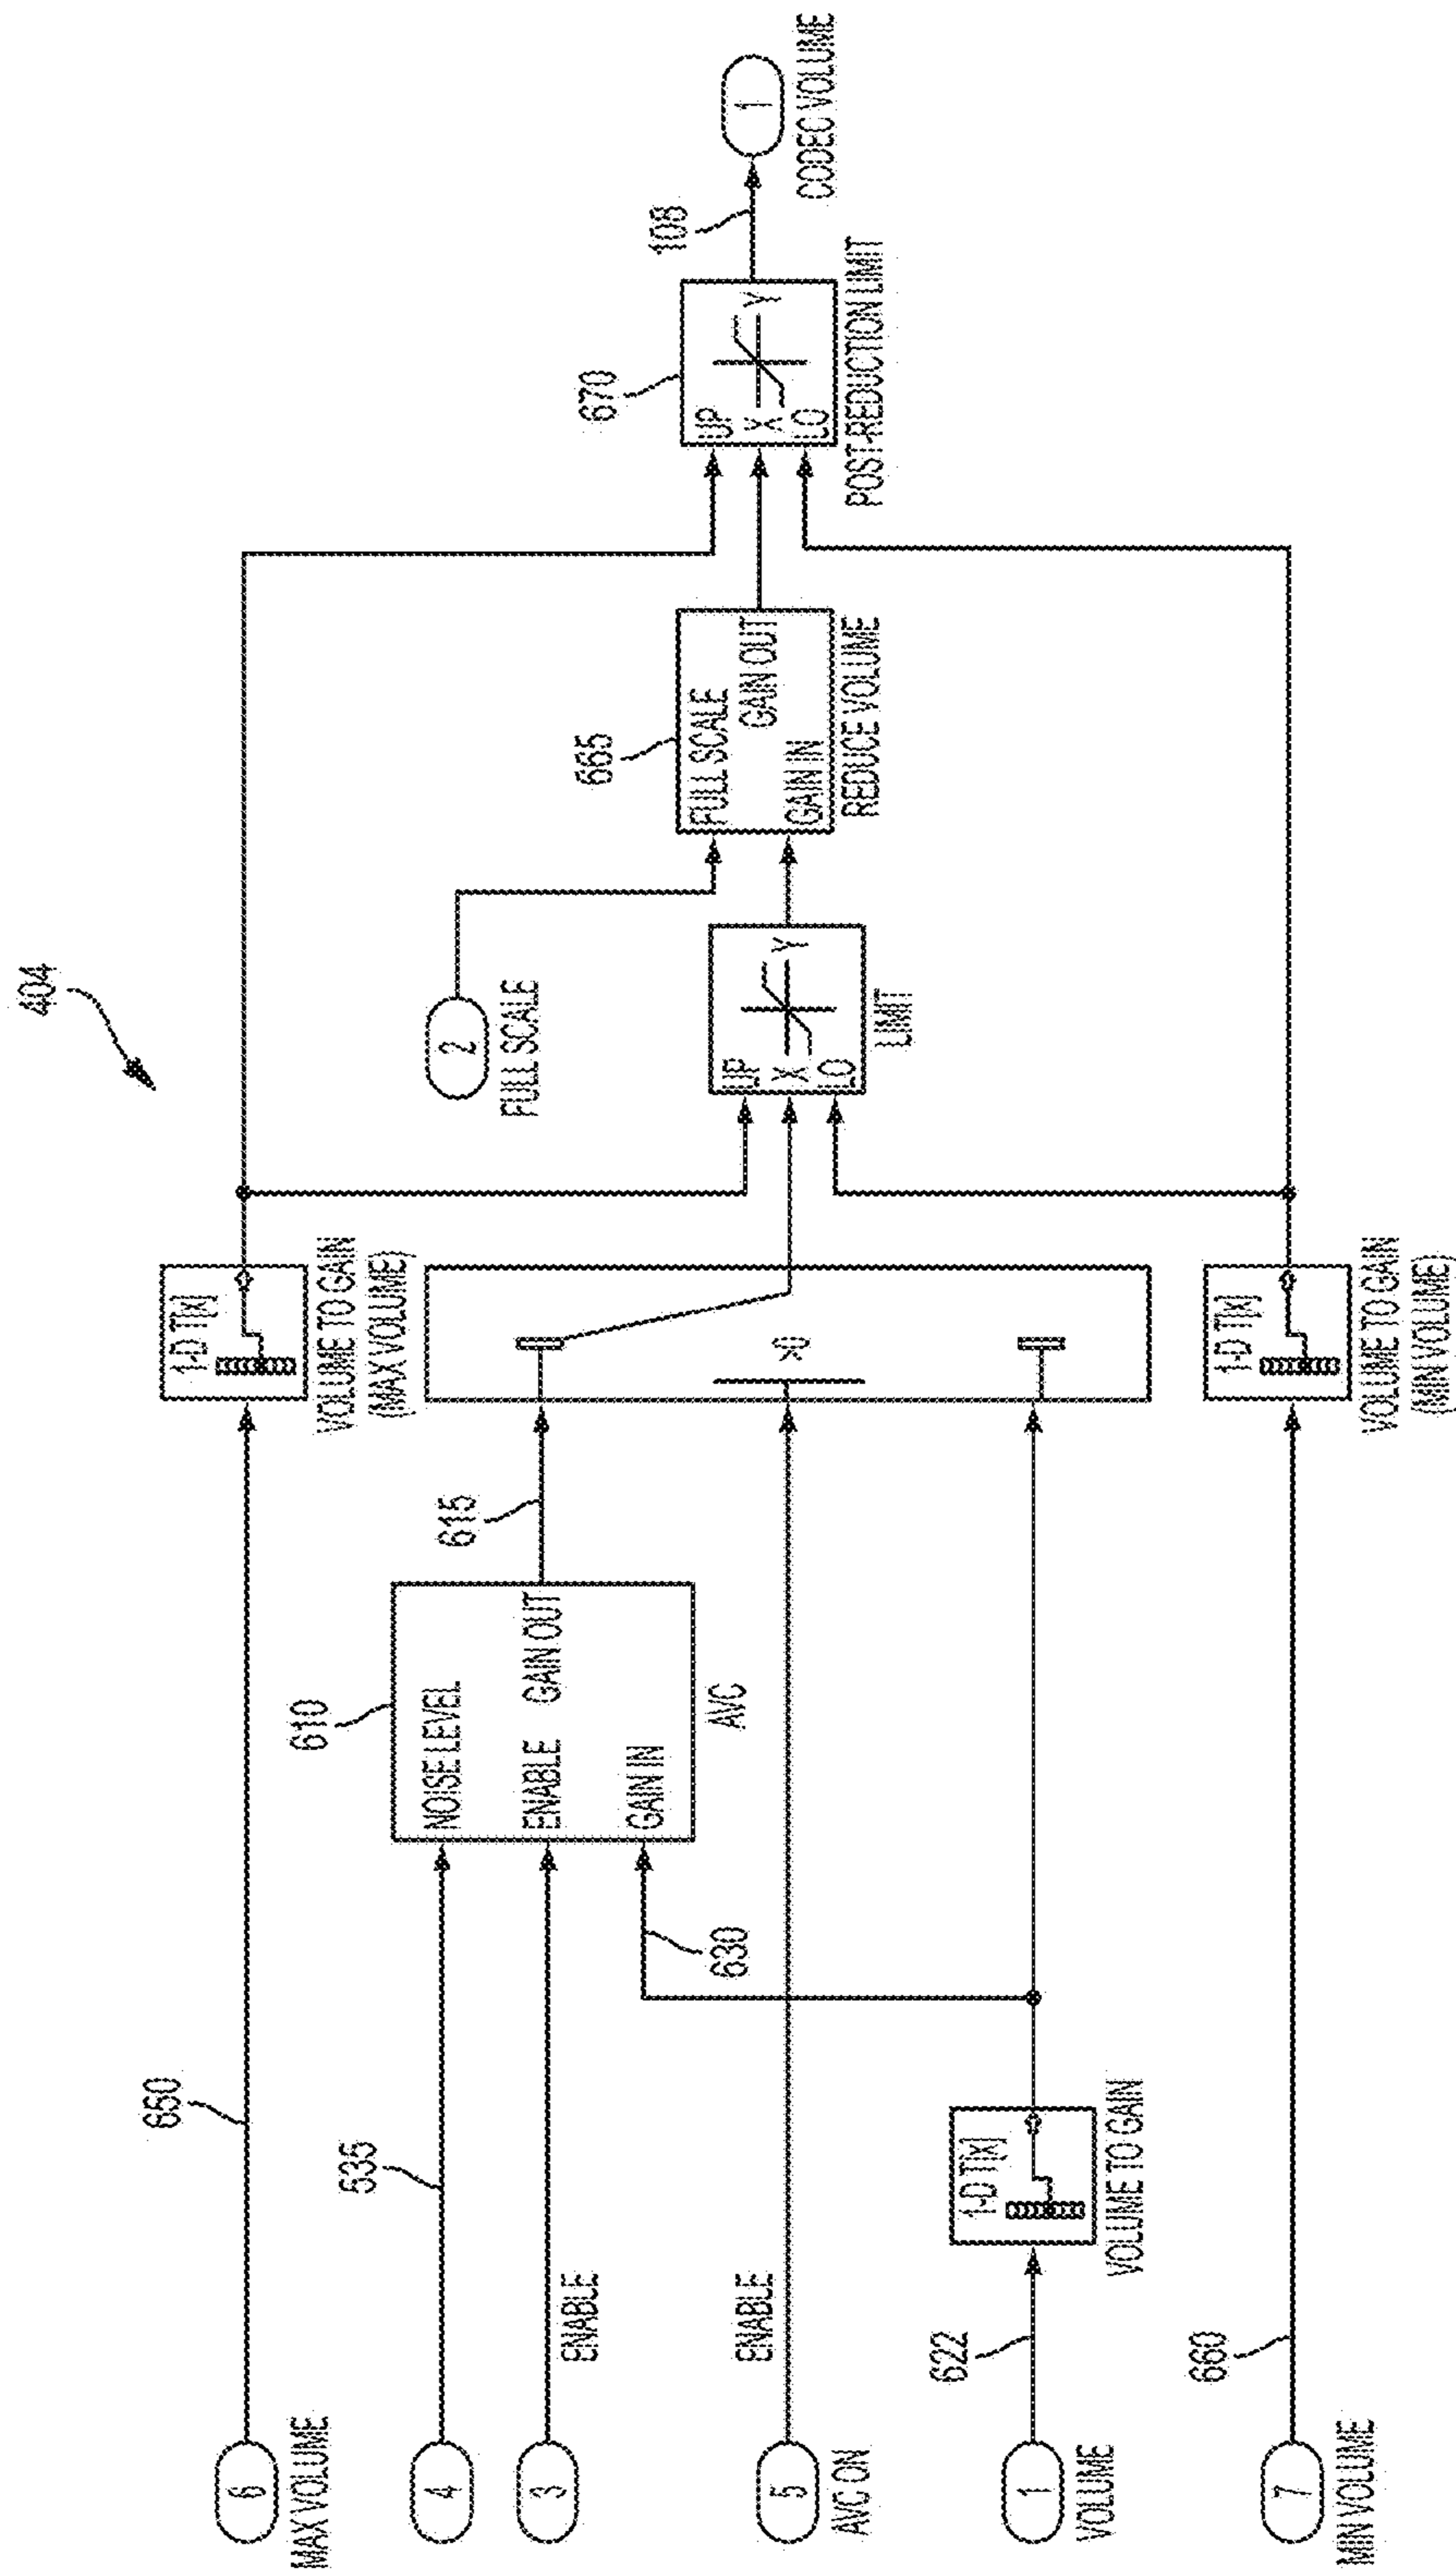 404
6
MAX VOLUME
650
1-D T[X]
VOLUME TO GAIN
(MAX VOLUME)
4
535
3
ENABLE
610
NOISE LEVEL
ENABLE GAIN OUT
GAIN IN
AVC
615
630
5
AVC ON
ENABLE
>0
1
VOLUME
622
1-D T[X]
VOLUME TO GAIN
7
MIN VOLUME
660
1-D T[X]
VOLUME TO GAIN
(MIN VOLUME)
2
FULL SCALE
UP
X Y
LO
LIMIT
665
FULL SCALE
GAIN OUT
GAIN IN
REDUCE VOLUME
670
UP
X Y
LO
POST-REDUCTION LIMIT
108
1
CODEC VOLUME